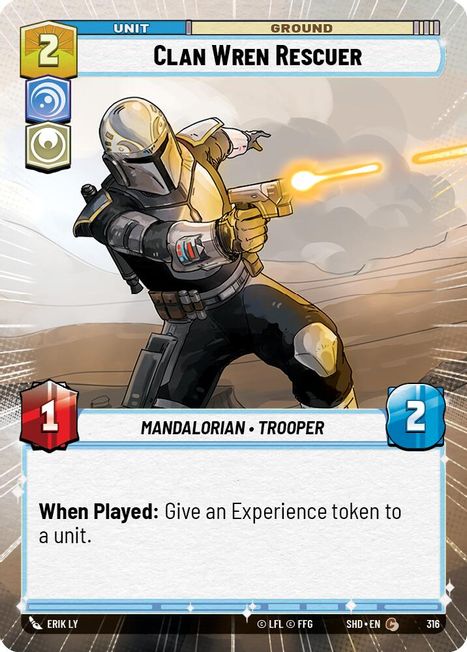 UNIT
GROUND
2
CLAN WREN RESCUER
1
2
MANDALORIAN • TROOPER
When Played: Give an Experience token to
a unit.
ERIK LY
© LFL © FFG
SHD • EN
C
316